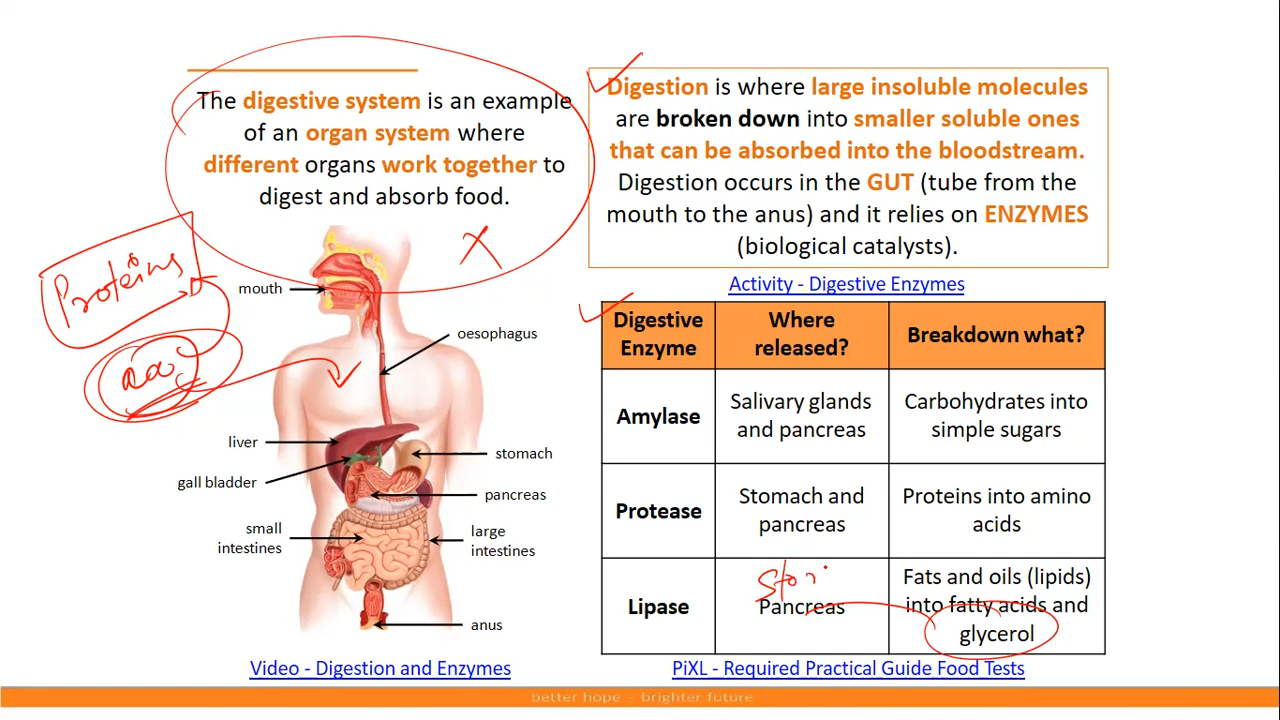 The digestive system is an example
of an organ system where
different organs work together to
digest and absorb food.
Digestion is where large insoluble molecules
are broken down into smaller soluble ones
that can be absorbed into the bloodstream.
Digestion occurs in the GUT (tube from the
mouth to the anus) and it relies on ENZYMES
(biological catalysts).
Proteins
mouth
oesophagus
liver
gall bladder
stomach
pancreas
small
intestines
large
intestines
anus
Video - Digestion and Enzymes
Activity - Digestive Enzymes
Digestive
Enzyme
Where
released?
Breakdown what?
Amylase
Salivary glands
and pancreas
Carbohydrates into
simple sugars
Protease
Stomach and
pancreas
Proteins into amino
acids
Lipase
Pancreas
Fats and oils (lipids)
into fatty acids and
glycerol
PiXL - Required Practical Guide Food Tests
better hope – brighter future